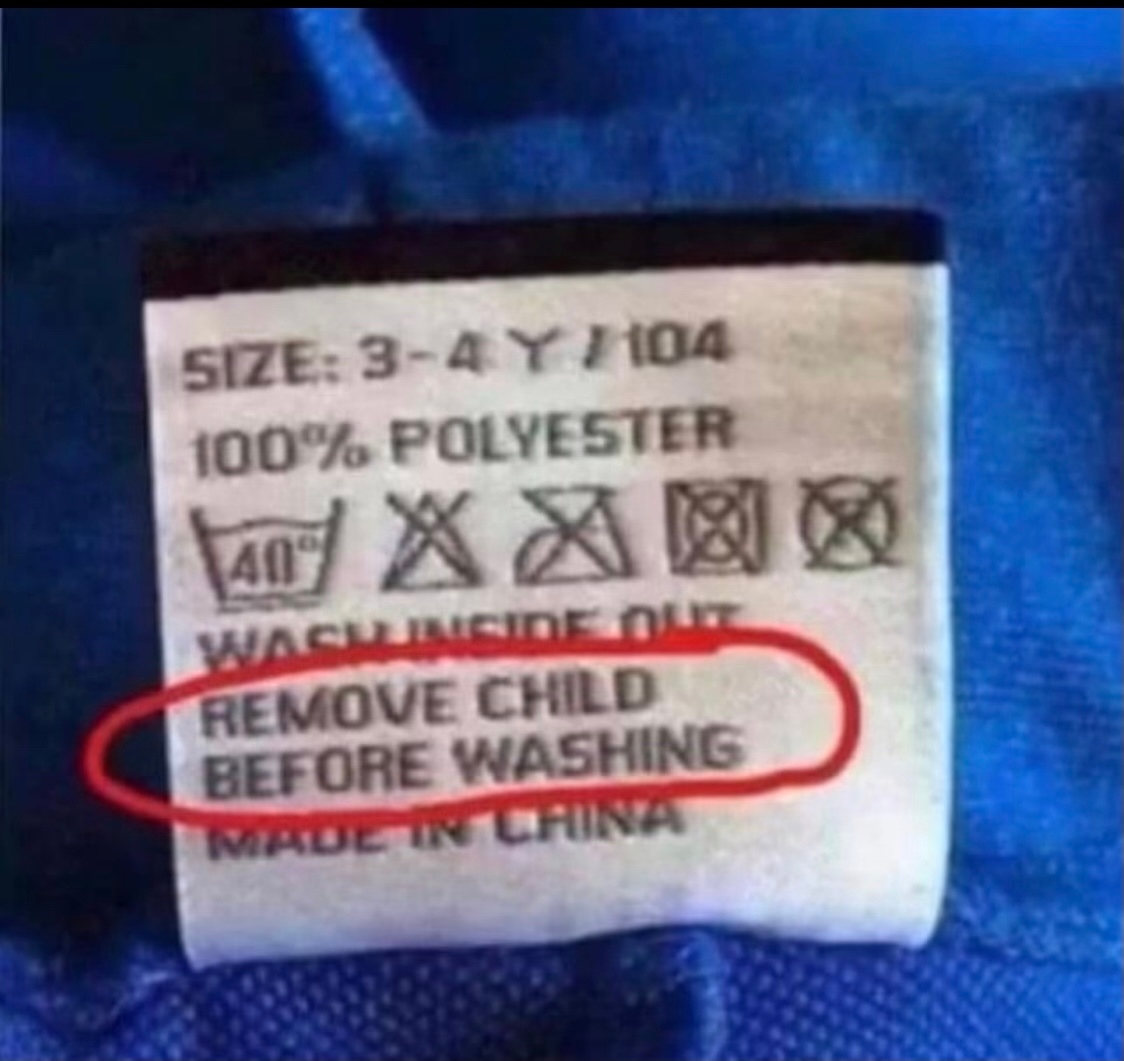 SIZE: 3-4 Y / 104
100% POLYESTER
40°
WASH INSIDE OUT
REMOVE CHILD
BEFORE WASHING
MADE IN CHINA